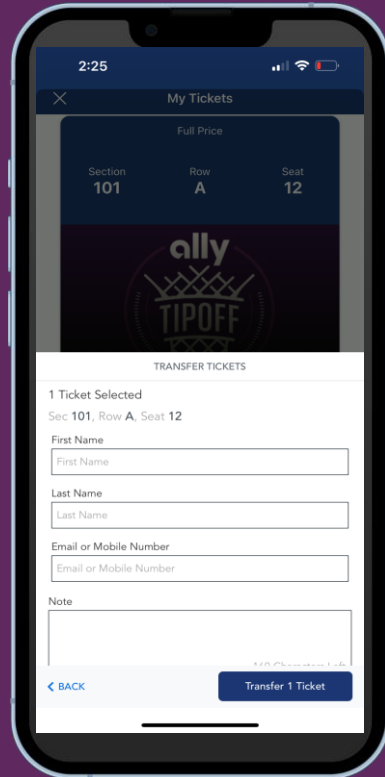 2:25
My Tickets
Full Price
Section Row Seat
101 A 12
ally
TIPOFF
TRANSFER TICKETS
1 Ticket Selected
Sec 101, Row A, Seat 12
First Name
First Name
Last Name
Last Name
Email or Mobile Number
Email or Mobile Number
Note
Characters Left
BACK
Transfer 1 Ticket